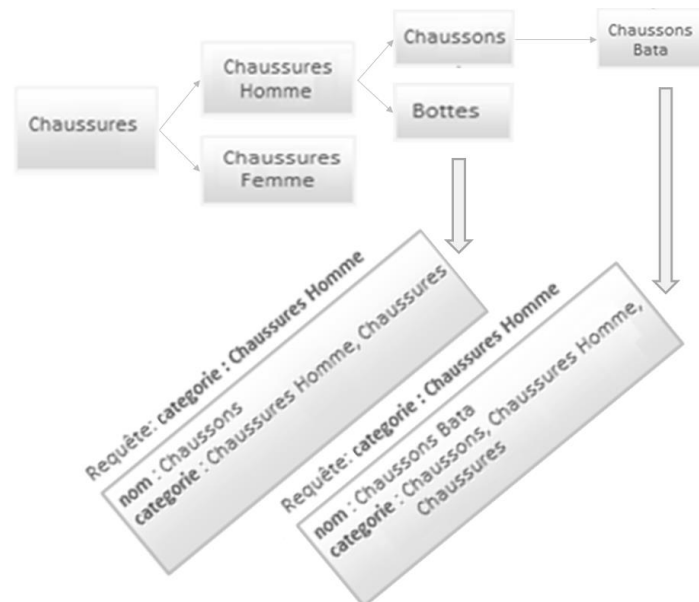 Chaussures
Chaussures
Homme
Chaussures
Femme
Chaussons
Bottes
Chaussons
Bata
Requête: categorie : Chaussures Homme
nom : Chaussons
categorie : Chaussures Homme, Chaussures
Requête: categorie : Chaussures Homme
nom : Chaussons Bata
categorie : Chaussons, Chaussures Homme,
Chaussures